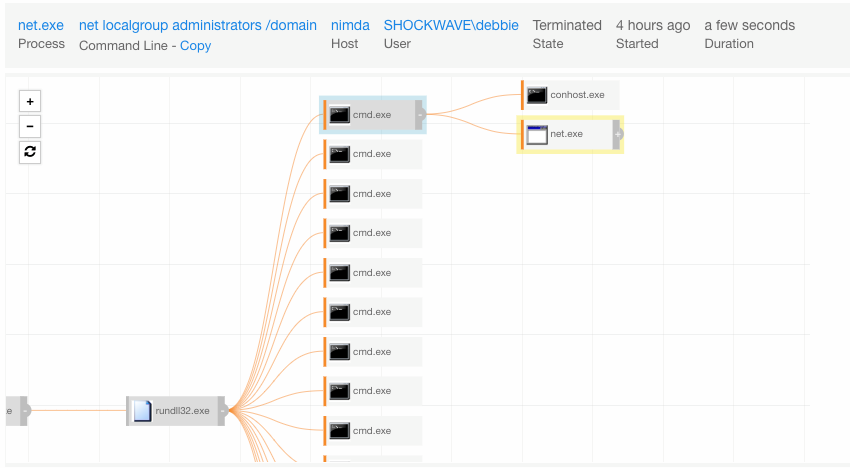 net.exe net localgroup administrators /domain nimda SHOCKWAVE\debbie Terminated 4 hours ago a few seconds
Process Command Line - Copy Host User State Started Duration
+
−
conhost.exe
cmd.exe
net.exe
cmd.exe
cmd.exe
cmd.exe
cmd.exe
cmd.exe
cmd.exe
cmd.exe
rundll32.exe
cmd.exe